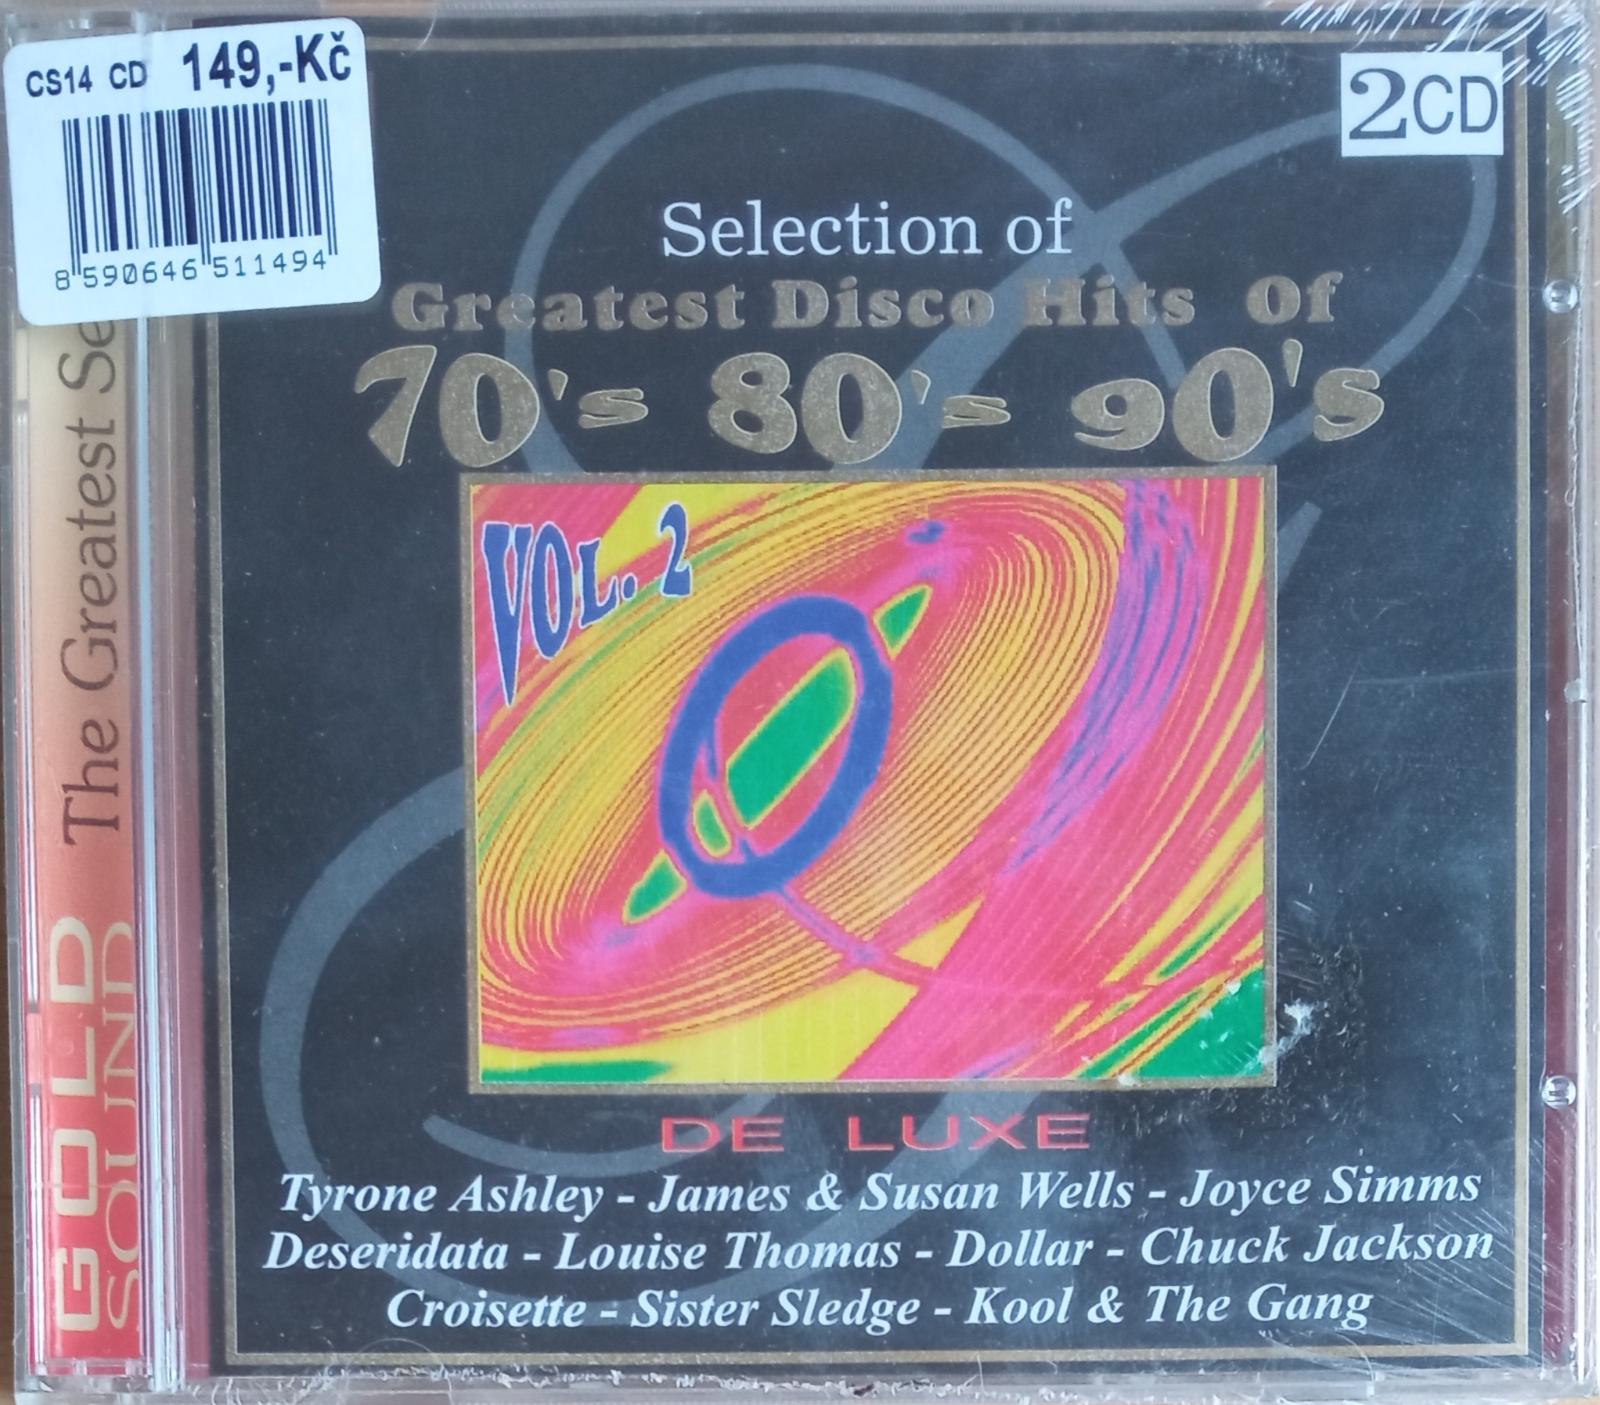 CS14 CD 149,-Kč
8 590646 511494
2CD
Selection of
Greatest Disco Hits Of
70's 80's 90's
VOL. 2
DE LUXE
Tyrone Ashley - James & Susan Wells - Joyce Simms
Deseridata - Louise Thomas - Dollar - Chuck Jackson
Croisette - Sister Sledge - Kool & The Gang
GOLD
SOUND
The Greatest Se